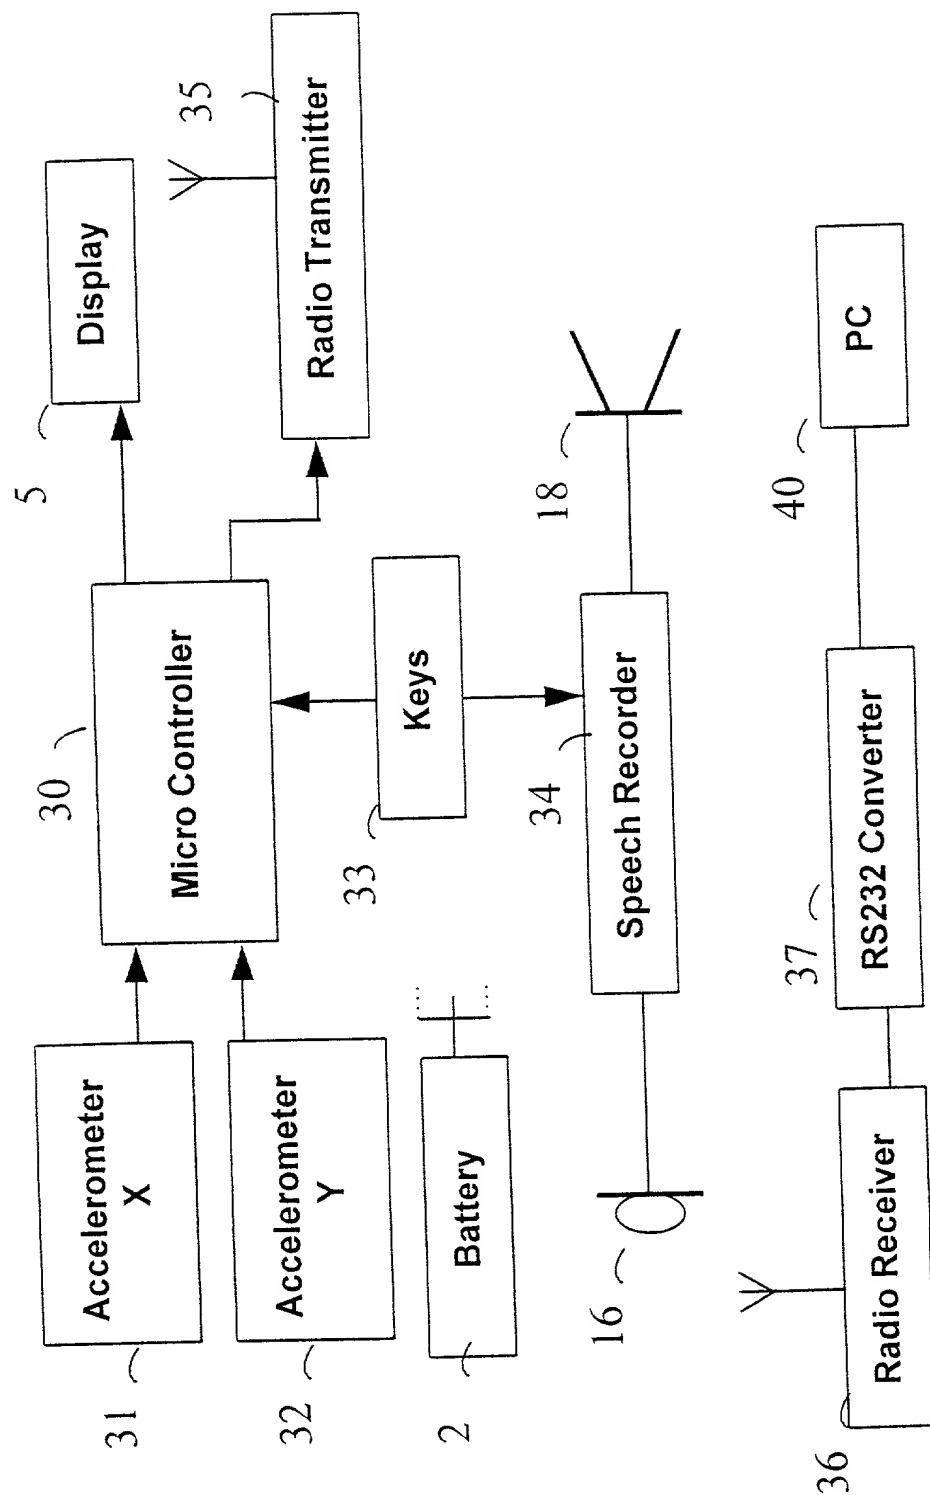 31
Accelerometer
X
30
Micro Controller
5
Display
35
Radio Transmitter
32
Accelerometer
Y
33
Keys
2
Battery
34
Speech Recorder
16
18
36
Radio Receiver
37
RS232 Converter
40
PC